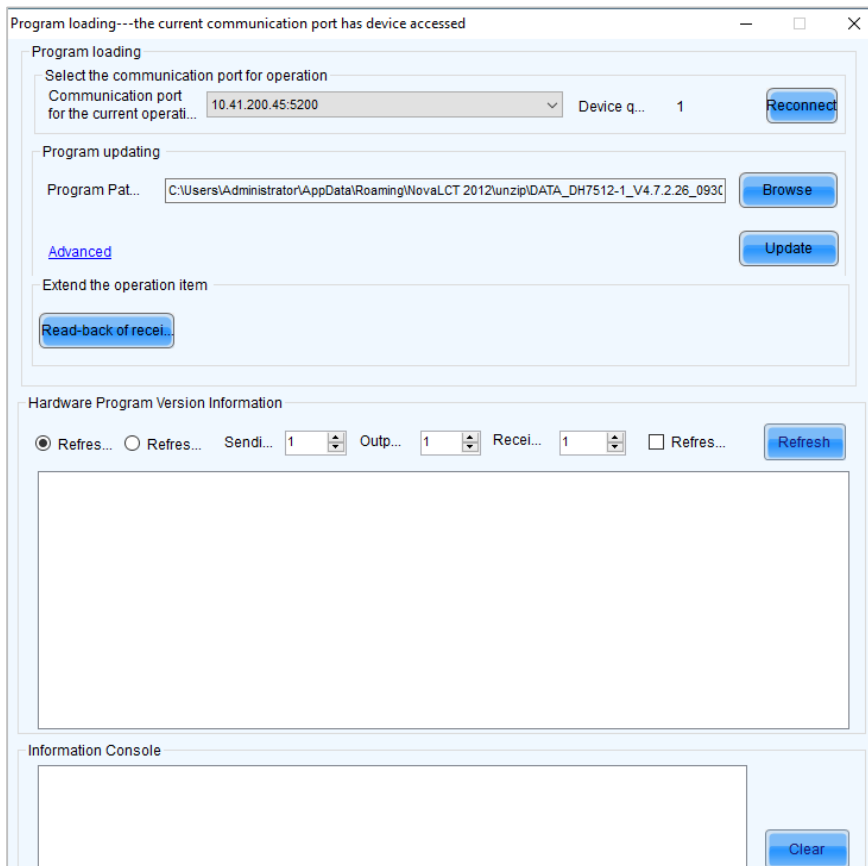 Program loading---the current communication port has device accessed
Program loading
Select the communication port for operation
Communication port
for the current operati...
10.41.200.45:5200
Device q...
1
Reconnect
Program updating
Program Pat...
C:\Users\Administrator\AppData\Roaming\NovaLCT 2012\unzip\DATA_DH7512-1_V4.7.2.26_0930
Browse
Advanced
Update
Extend the operation item
Read-back of recei...
Hardware Program Version Information
Refres...
Refres...
Sendi...
1
Outp...
1
Recei...
1
Refres...
Refresh
Information Console
Clear